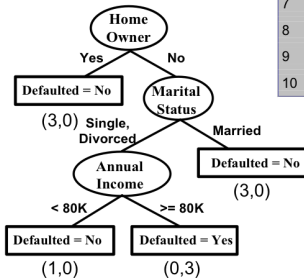 Home
Owner
7
8
9
10
Yes
No
Defaulted = No
Marital
Status
(3,0)
Single,
Divorced
Married
Annual
Income
Defaulted = No
(3,0)
< 80K
>= 80K
Defaulted = No
Defaulted = Yes
(1,0)
(0,3)